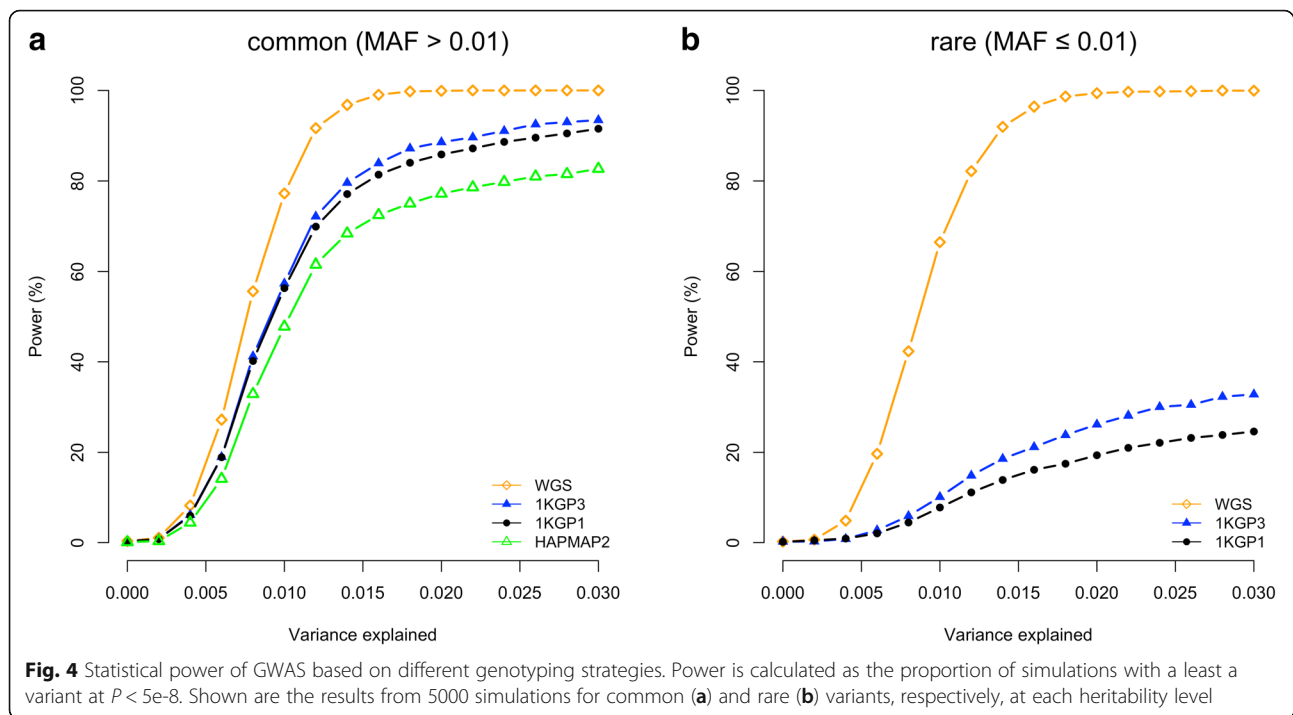 a
common (MAF > 0.01)
Power (%)
0
20
40
60
80
100
0.000 0.005 0.010 0.015 0.020 0.025 0.030
Variance explained
WGS
1KGP3
1KGP1
HAPMAP2
b
rare (MAF ≤ 0.01)
Power (%)
0
20
40
60
80
100
0.000 0.005 0.010 0.015 0.020 0.025 0.030
Variance explained
WGS
1KGP3
1KGP1
Fig. 4 Statistical power of GWAS based on different genotyping strategies. Power is calculated as the proportion of simulations with a least a
variant at P < 5e-8. Shown are the results from 5000 simulations for common (a) and rare (b) variants, respectively, at each heritability level